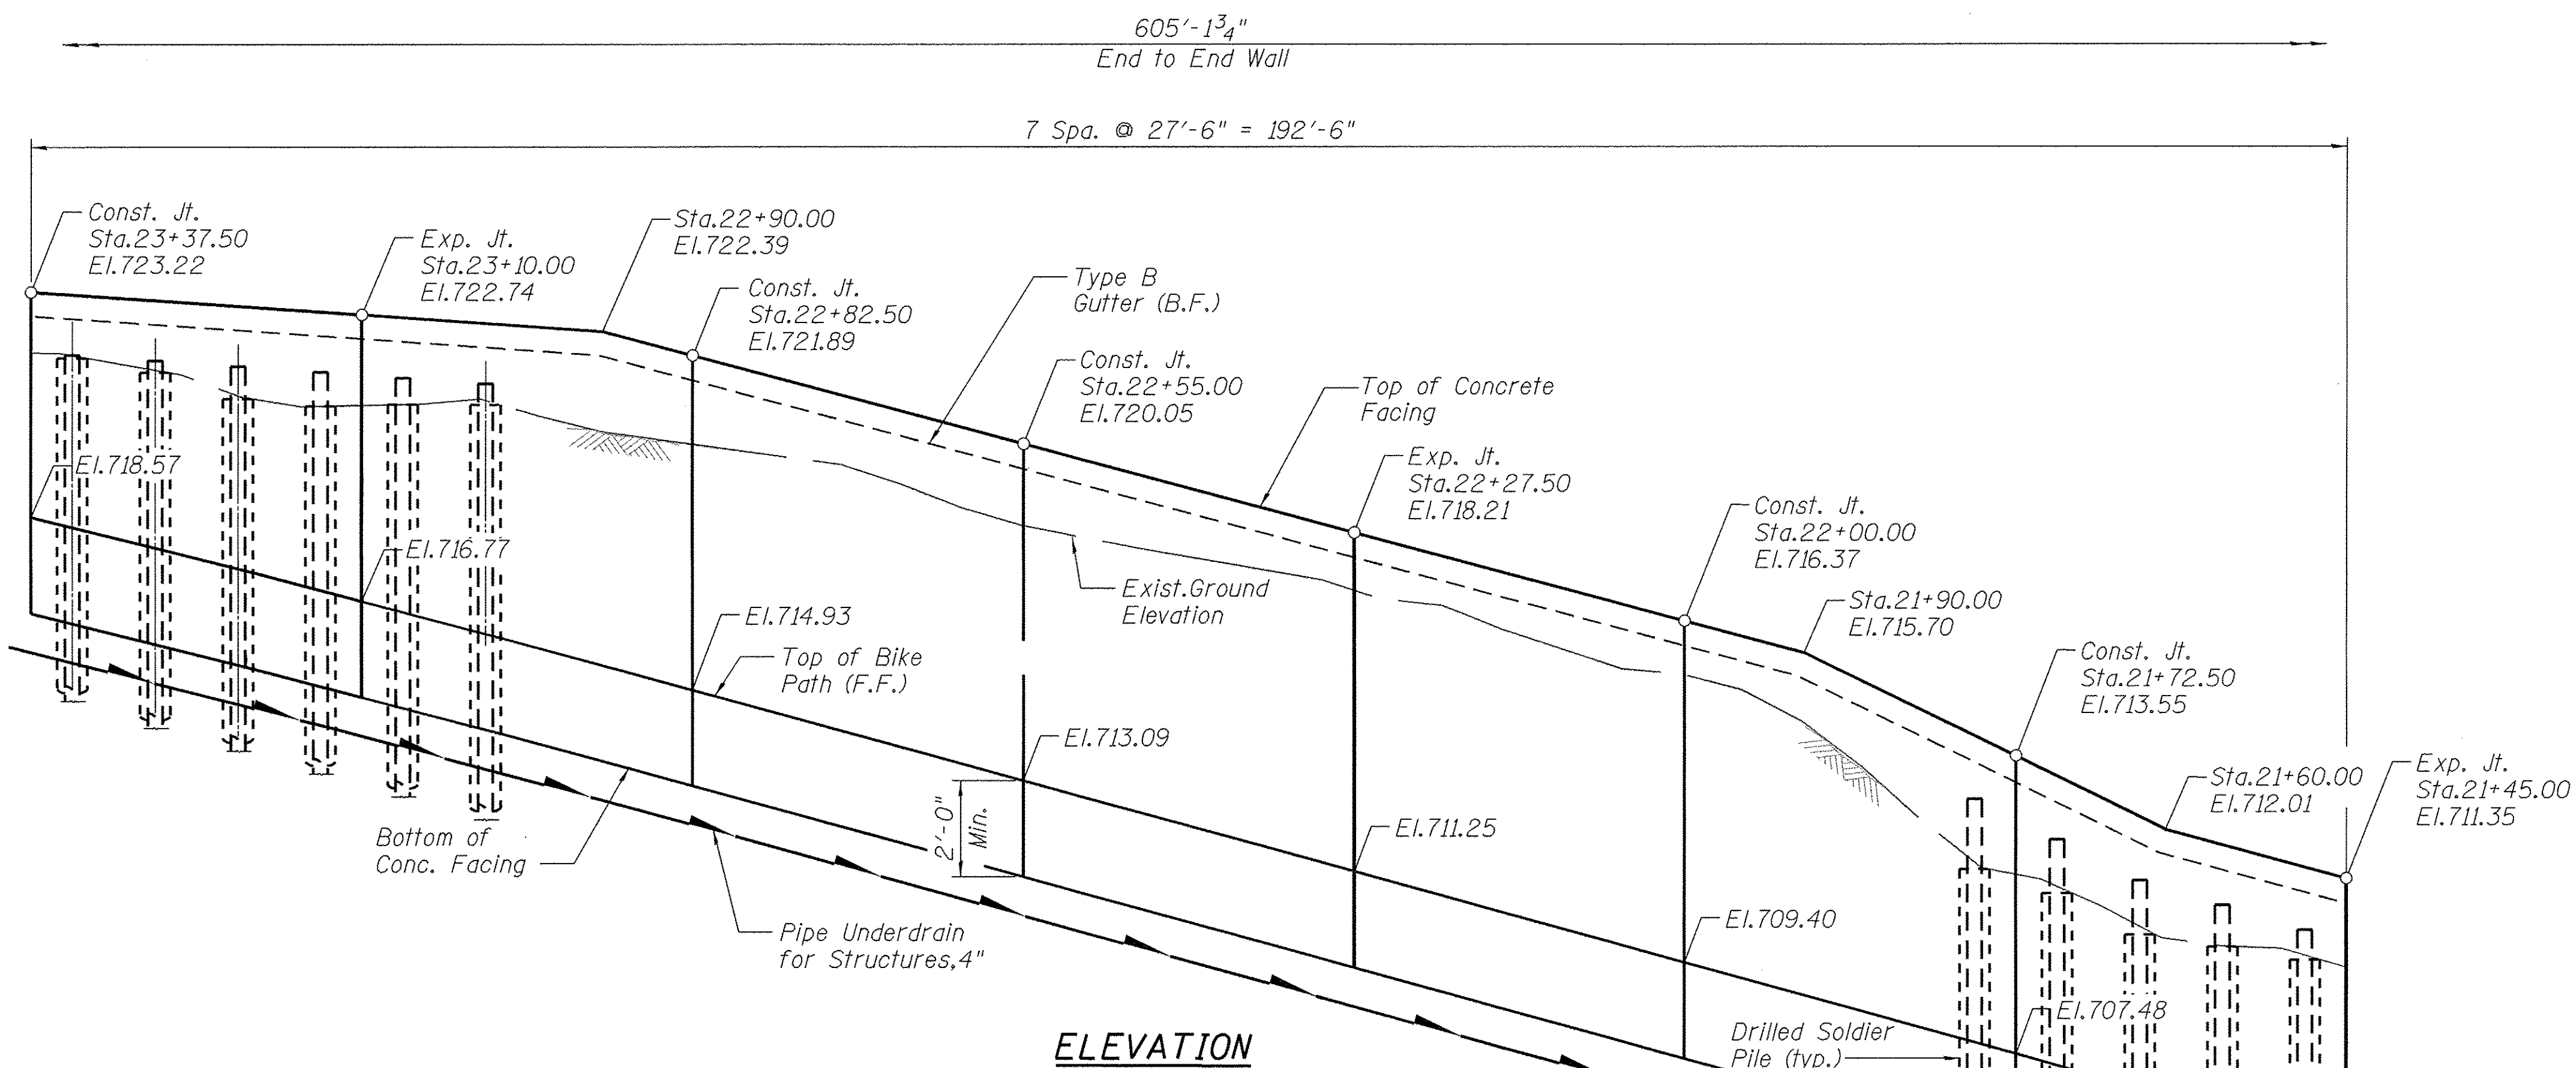 605'-1¾"
End to End Wall
7 Spa. @ 27'-6" = 192'-6"
Const. Jt.
Sta.23+37.50
El.723.22
Exp. Jt.
Sta.23+10.00
El.722.74
Sta.22+90.00
El.722.39
Const. Jt.
Sta.22+82.50
El.721.89
Type B
Gutter (B.F.)
Const. Jt.
Sta.22+55.00
El.720.05
Top of Concrete
Facing
Exp. Jt.
Sta.22+27.50
El.718.21
Const. Jt.
Sta.22+00.00
El.716.37
Sta.21+90.00
El.715.70
Const. Jt.
Sta.21+72.50
El.713.55
Sta.21+60.00
El.712.01
Exp. Jt.
Sta.21+45.00
El.711.35
El.718.57
El.716.77
El.714.93
Top of Bike
Path (F.F.)
Exist.Ground
Elevation
El.713.09
2'-0"
Min.
El.711.25
El.709.40
El.707.48
Bottom of
Conc. Facing
Pipe Underdrain
for Structures,4"
Drilled Soldier
Pile (typ.)
ELEVATION